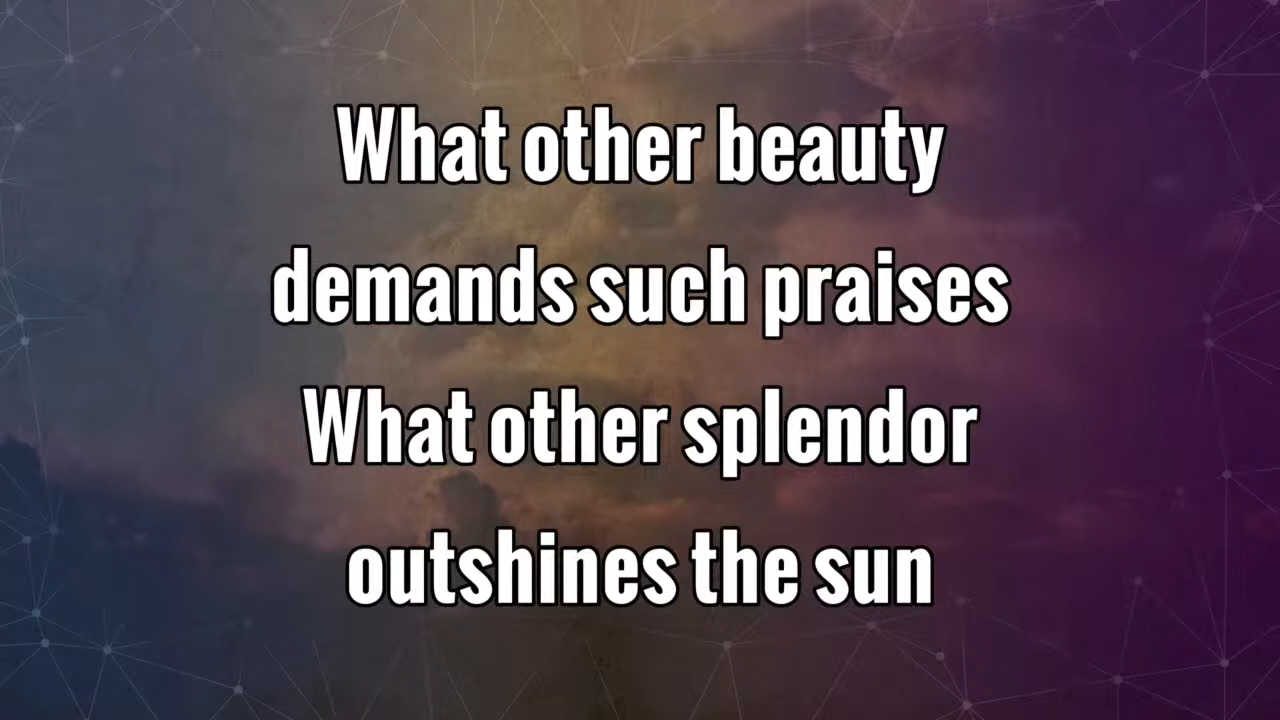 What other beauty
demands such praises
What other splendor
outshines the sun